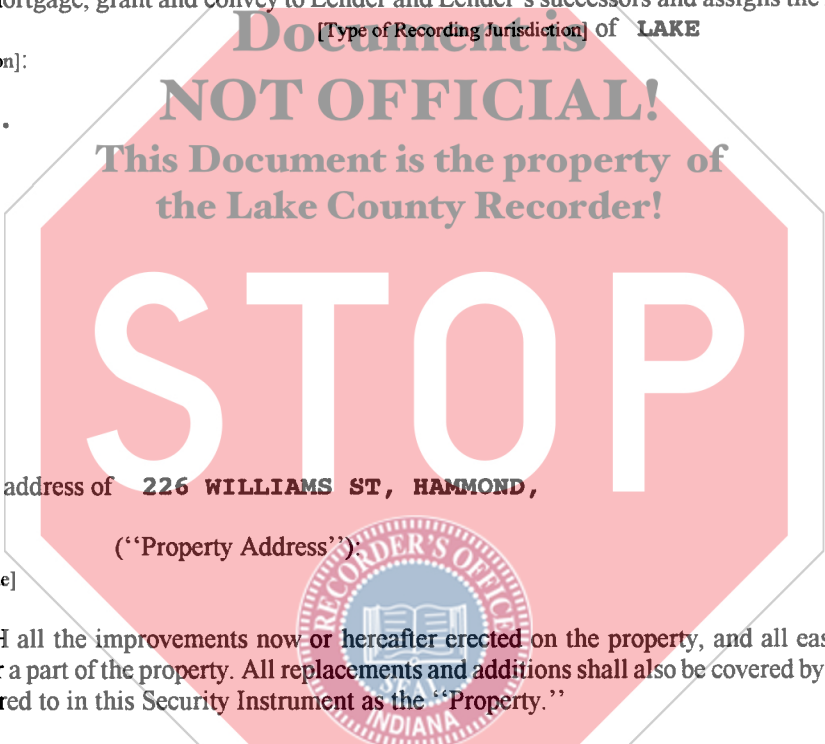 ortgage, grant and convey to Lender and Lender's successors and assigns the
Document is
[Type of Recording Jurisdiction] of LAKE
on]:
NOT OFFICIAL!
.
This Document is the property of
the Lake County Recorder!
STOP
address of 226 WILLIAMS ST, HAMMOND,
(‘‘Property Address’’):
e]
RECORDER'S OFFICE
H all the improvements now or hereafter erected on the property, and all eas
r a part of the property. All replacements and additions shall also be covered by
SEAL
red to in this Security Instrument as the ‘‘Property.’’
INDIANA